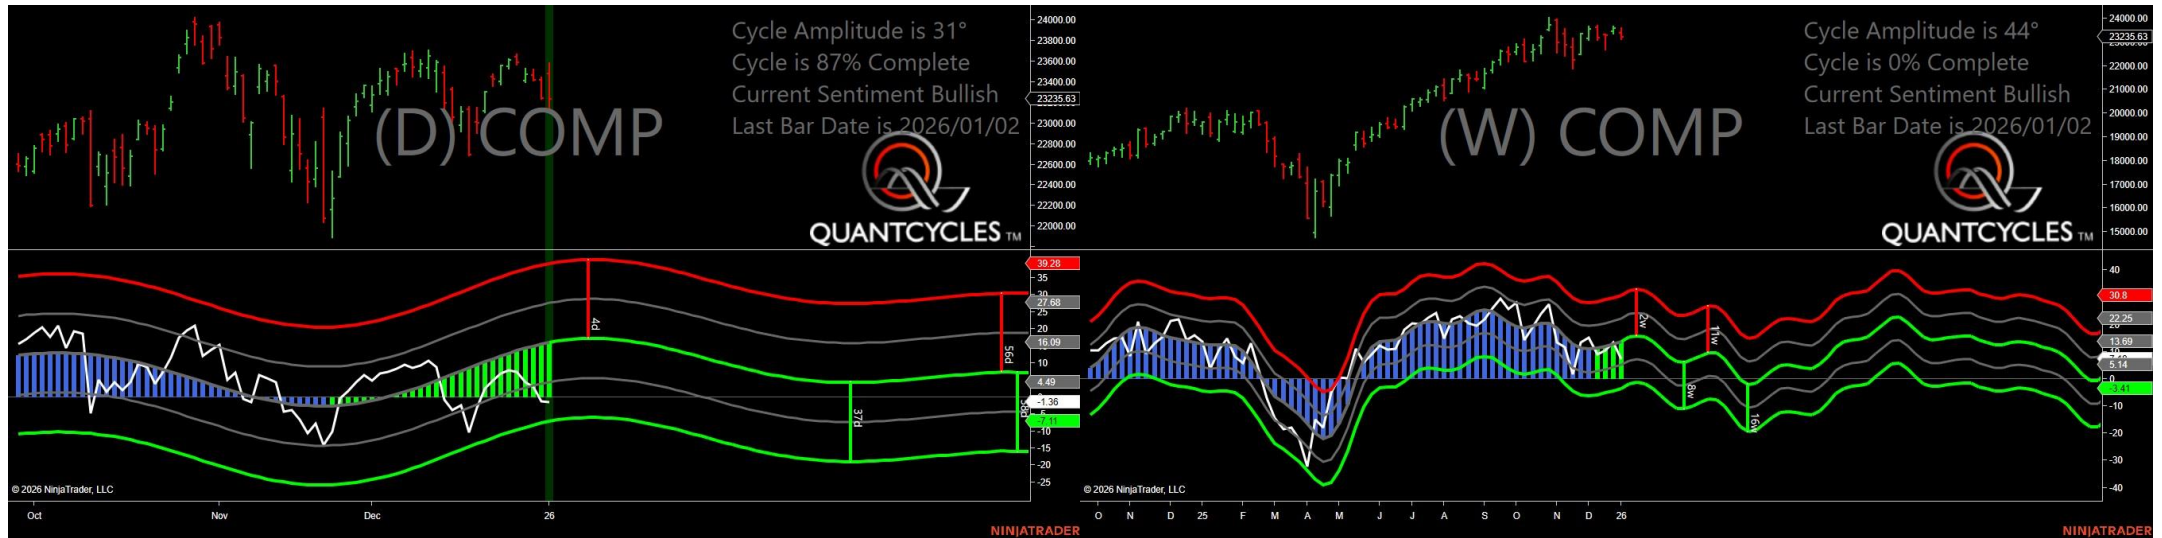 Cycle Amplitude is 31°
Cycle is 87% Complete
Current Sentiment Bullish
Last Bar Date is 2026/01/02
(D) COMP
QUANTCYCLES TM
24000.00
23800.00
23600.00
23400.00
23235.63
23000.00
22800.00
22600.00
22400.00
22200.00
22000.00
39.28
35
30
27.68
25
20
16.09
10
4.49
-1.36
-7.11
-10
-15
-20
-25
4d
37d
56d
58d
© 2026 NinjaTrader, LLC
Oct
Nov
Dec
26
NINJATRADER
Cycle Amplitude is 44°
Cycle is 0% Complete
Current Sentiment Bullish
Last Bar Date is 2026/01/02
(W) COMP
QUANTCYCLES TM
24000.00
23235.63
22000.00
21000.00
20000.00
19000.00
18000.00
17000.00
16000.00
15000.00
40
30.8
22.25
20
13.69
5.14
0
-3.41
-10
-20
-30
-40
2w
11w
8w
16w
© 2026 NinjaTrader, LLC
O
N
D
25
F
M
A
M
J
J
A
S
O
N
D
26
NINJATRADER